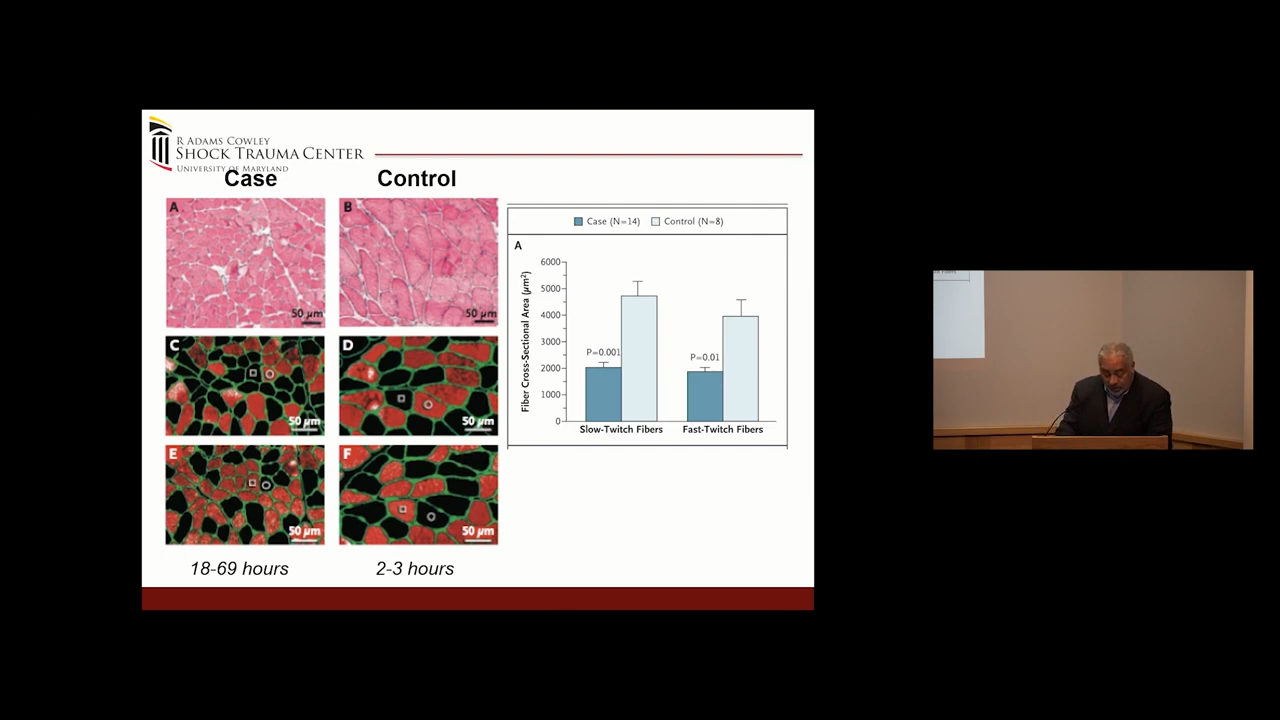 R ADAMS COWLEY
SHOCK TRAUMA CENTER
UNIVERSITY OF MARYLAND
Case
Control
A
50 µm
B
50 µm
C
50 µm
D
50 µm
E
50 µm
F
50 µm
18-69 hours
2-3 hours
Case (N=14)
Control (N=8)
A
Fiber Cross-Sectional Area (µm²)
6000
5000
4000
3000
2000
1000
0
P=0.001
P=0.01
Slow-Twitch Fibers
Fast-Twitch Fibers